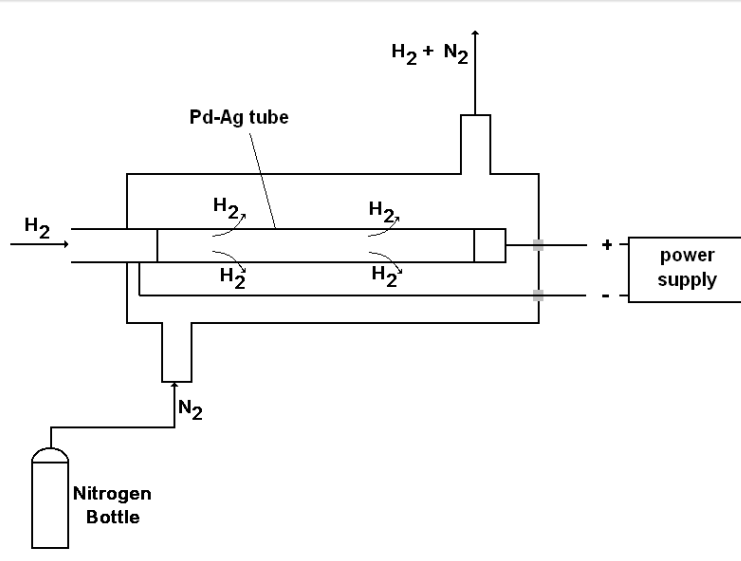 H2 + N2
Pd-Ag tube
H2
H2
H2
H2
H2
+
power
supply
-
N2
Nitrogen
Bottle